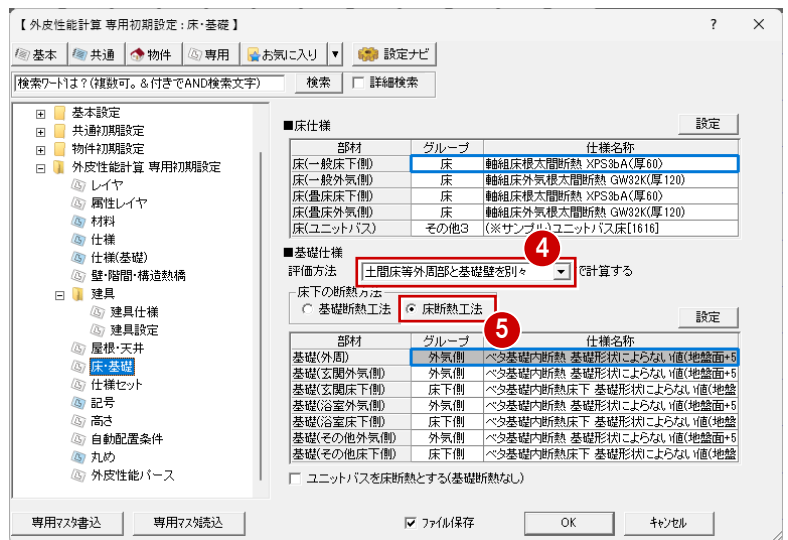 【 外皮性能計算 専用初期設定 : 床・基礎 】
基本 共通 物件 専用 お気に入り 設定ナビ
検索ワードは？(複数可。&付きでAND検索文字) 検索 詳細検索
基本設定
共通初期設定
物件初期設定
外皮性能計算 専用初期設定
レイヤ
属性レイヤ
材料
仕様
仕様(基礎)
壁・階間・構造熱橋
建具
建具仕様
建具設定
屋根・天井
床・基礎
仕様セット
記号
高さ
自動配置条件
丸め
外皮性能パース
■床仕様 設定
部材 グループ 仕様名称
床(一般床下側) 床 軸組床根太間断熱 XPS3bA(厚60)
床(一般外気側) 床 軸組床外気根太間断熱 GW32K(厚120)
床(畳床床下側) 床 軸組床根太間断熱 XPS3bA(厚60)
床(畳床外気側) 床 軸組床外気根太間断熱 GW32K(厚120)
床(ユニットバス) その他3 (※サンプル)ユニットバス床[1616]
■基礎仕様
4
評価方法 土間床等外周部と基礎壁を別々 で計算する
床下の断熱方法
基礎断熱工法 床断熱工法
5
設定
部材 グループ 仕様名称
基礎(外周) 外気側 ベタ基礎内断熱 基礎形状によらない値(地盤面+5
基礎(玄関外気側) 外気側 ベタ基礎内断熱 基礎形状によらない値(地盤面+5
基礎(玄関床下側) 床下側 ベタ基礎内断熱床下 基礎形状によらない値(地盤
基礎(浴室外気側) 外気側 ベタ基礎内断熱 基礎形状によらない値(地盤面+5
基礎(浴室床下側) 床下側 ベタ基礎内断熱床下 基礎形状によらない値(地盤
基礎(その他外気側) 外気側 ベタ基礎内断熱 基礎形状によらない値(地盤面+5
基礎(その他床下側) 床下側 ベタ基礎内断熱床下 基礎形状によらない値(地盤
ユニットバスを床断熱とする(基礎断熱なし)
専用マスタ書込 専用マスタ読込 ファイル保存 OK キャンセル